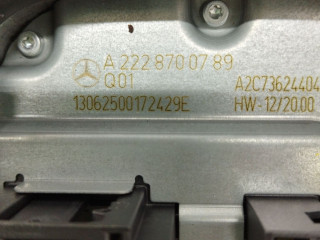 A 222 870 07 89
Q01
13062500172429E
A2C73624404
HW-12/20.00